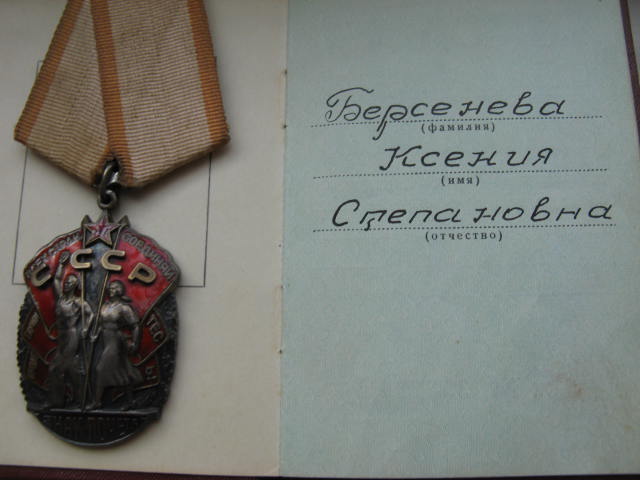 СССР
Берсенева
(фамилия)
Ксения
(имя)
Степановна
(отчество)